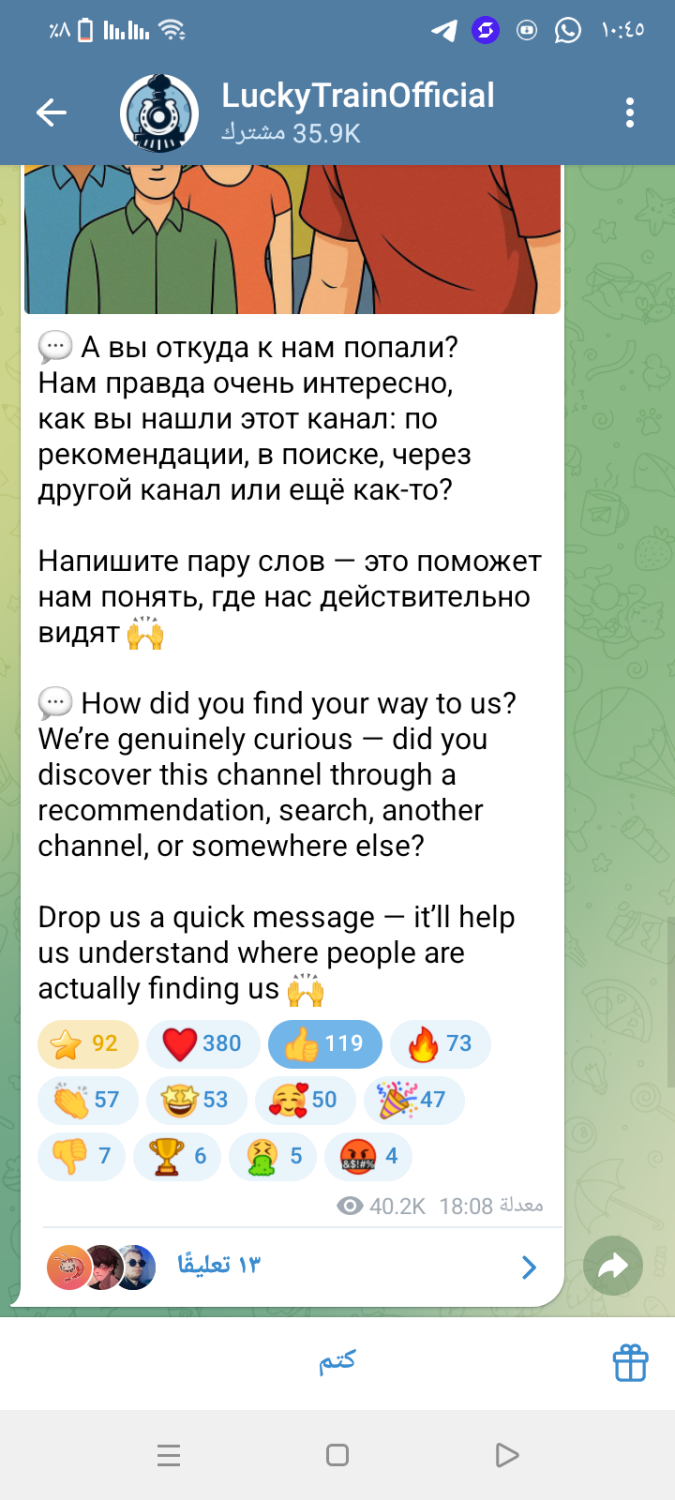 ٪٨
١٠:٤٥
LuckyTrainOfficial
35.9K مشترك
💬 А вы откуда к нам попали?
Нам правда очень интересно,
как вы нашли этот канал: по
рекомендации, в поиске, через
другой канал или ещё как-то?
Напишите пару слов — это поможет
нам понять, где нас действительно
видят 🙌
💬 How did you find your way to us?
We’re genuinely curious — did you
discover this channel through a
recommendation, search, another
channel, or somewhere else?
Drop us a quick message — it’ll help
us understand where people are
actually finding us 🙌
⭐ 92 ❤️ 380 👍 119 🔥 73
👏 57 🤩 53 🥰 50 🎉 47
👎 7 🏆 6 🤮 5 🤬 4
40.2K معدلة 18:08
١٣ تعليقًا
كتم